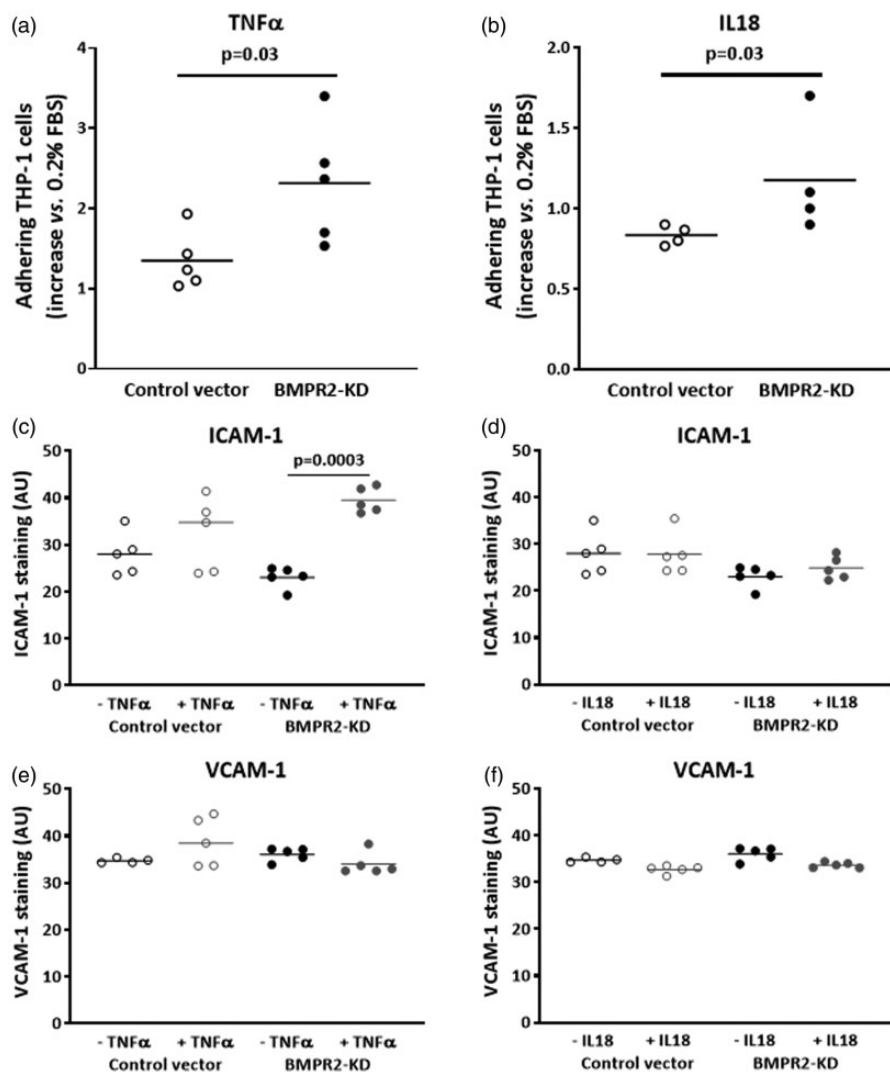 (a)
TNFα
p=0.03
Adhering THP-1 cells
(increase vs. 0.2% FBS)
4
3
2
1
0
Control vector BMPR2-KD
(b)
IL18
p=0.03
Adhering THP-1 cells
(increase vs. 0.2% FBS)
2.0
1.5
1.0
0.5
0.0
Control vector BMPR2-KD
(c)
ICAM-1
p=0.0003
ICAM-1 staining (AU)
50
40
30
20
10
0
- TNFα + TNFα - TNFα + TNFα
Control vector BMPR2-KD
(d)
ICAM-1
ICAM-1 staining (AU)
50
40
30
20
10
0
- IL18 + IL18 - IL18 + IL18
Control vector BMPR2-KD
(e)
VCAM-1
VCAM-1 staining (AU)
50
40
30
20
10
0
- TNFα + TNFα - TNFα + TNFα
Control vector BMPR2-KD
(f)
VCAM-1
VCAM-1 staining (AU)
50
40
30
20
10
0
- IL18 + IL18 - IL18 + IL18
Control vector BMPR2-KD